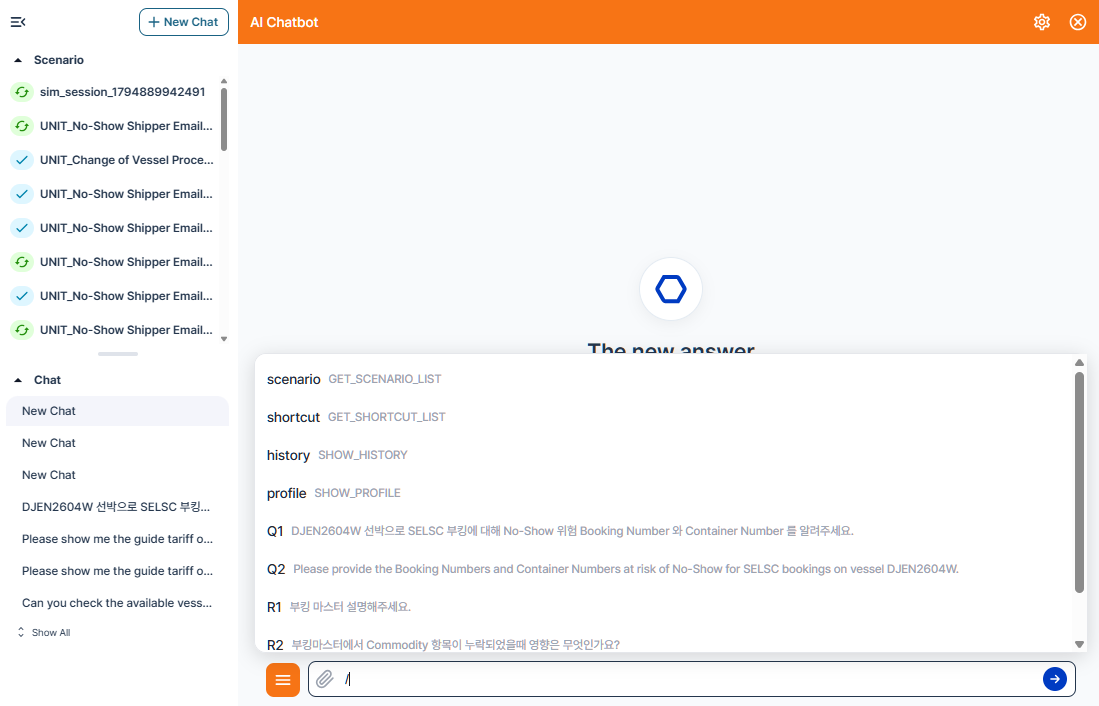 New Chat
AI Chatbot
Scenario
sim_session_1794889942491
UNIT_No-Show Shipper Email...
UNIT_Change of Vessel Proce...
UNIT_No-Show Shipper Email...
UNIT_No-Show Shipper Email...
UNIT_No-Show Shipper Email...
UNIT_No-Show Shipper Email...
UNIT_No-Show Shipper Email...
Chat
New Chat
New Chat
New Chat
DJEN2604W 선박으로 SELSC 부킹...
Please show me the guide tariff o...
Please show me the guide tariff o...
Can you check the available vess...
Show All
The new answer
scenario GET_SCENARIO_LIST
shortcut GET_SHORTCUT_LIST
history SHOW_HISTORY
profile SHOW_PROFILE
Q1 DJEN2604W 선박으로 SELSC 부킹에 대해 No-Show 위험 Booking Number 와 Container Number 를 알려주세요.
Q2 Please provide the Booking Numbers and Container Numbers at risk of No-Show for SELSC bookings on vessel DJEN2604W.
R1 부킹 마스터 설명해주세요.
R2 부킹마스터에서 Commodity 항목이 누락되었을때 영향은 무엇인가요?
/